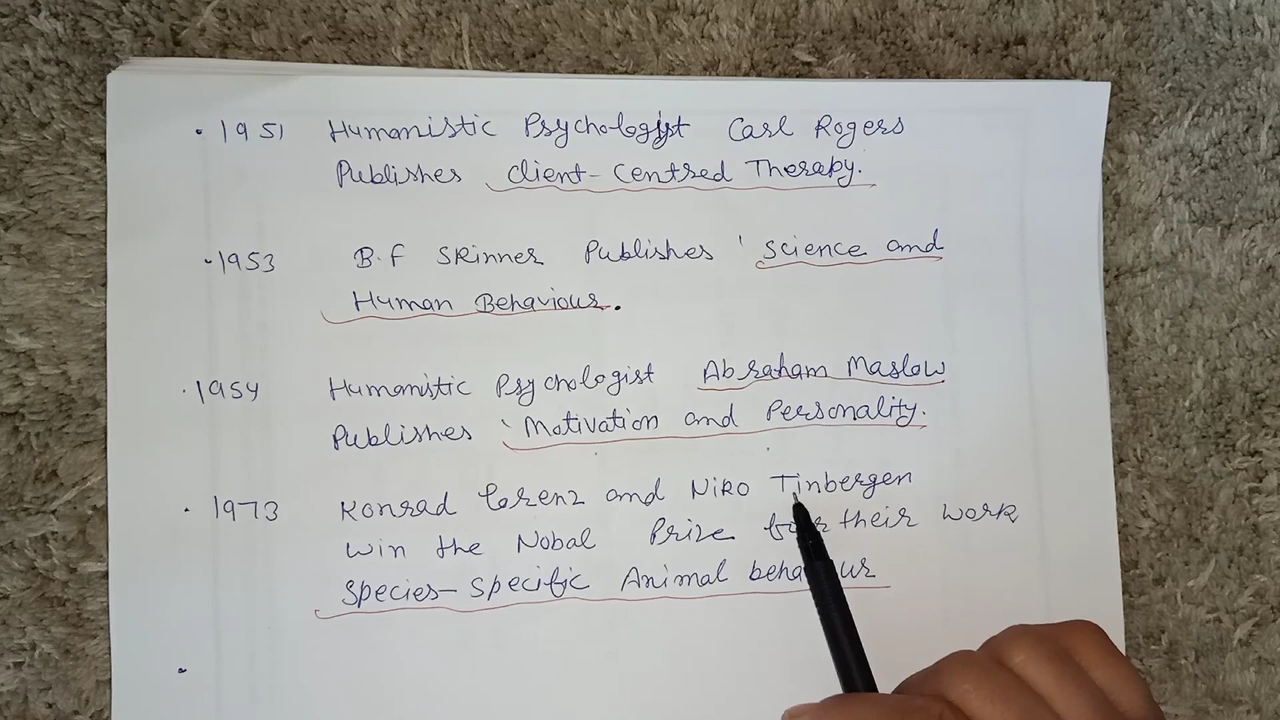 • 1951 Humanistic Psychologist Carl Rogers
Publishes client-centred Therapy.
• 1953 B.F Skinner Publishes ' Science and
Human Behaviour.
• 1954 Humanistic Psychologist Abraham Maslow
Publishes 'Motivation and Personality.
• 1973 Konrad Lorenz and Niko Tinbergen
win the Nobal Prize for their work
species-specific Animal behaviour